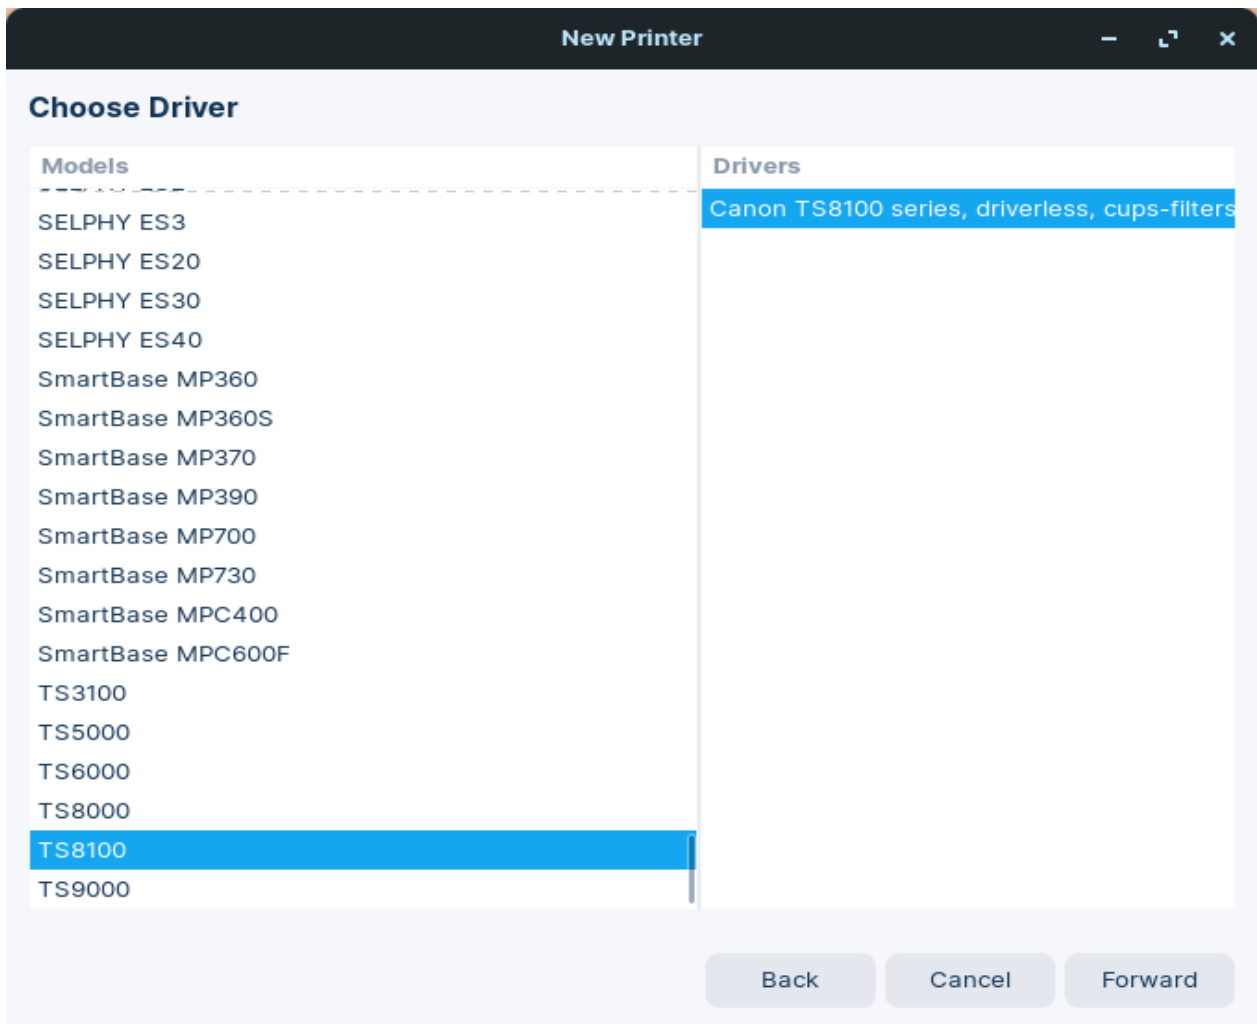 New Printer
Choose Driver
Models
Drivers
SELPHY ES3
SELPHY ES20
SELPHY ES30
SELPHY ES40
SmartBase MP360
SmartBase MP360S
SmartBase MP370
SmartBase MP390
SmartBase MP700
SmartBase MP730
SmartBase MPC400
SmartBase MPC600F
TS3100
TS5000
TS6000
TS8000
TS8100
TS9000
Canon TS8100 series, driverless, cups-filters
Back
Cancel
Forward